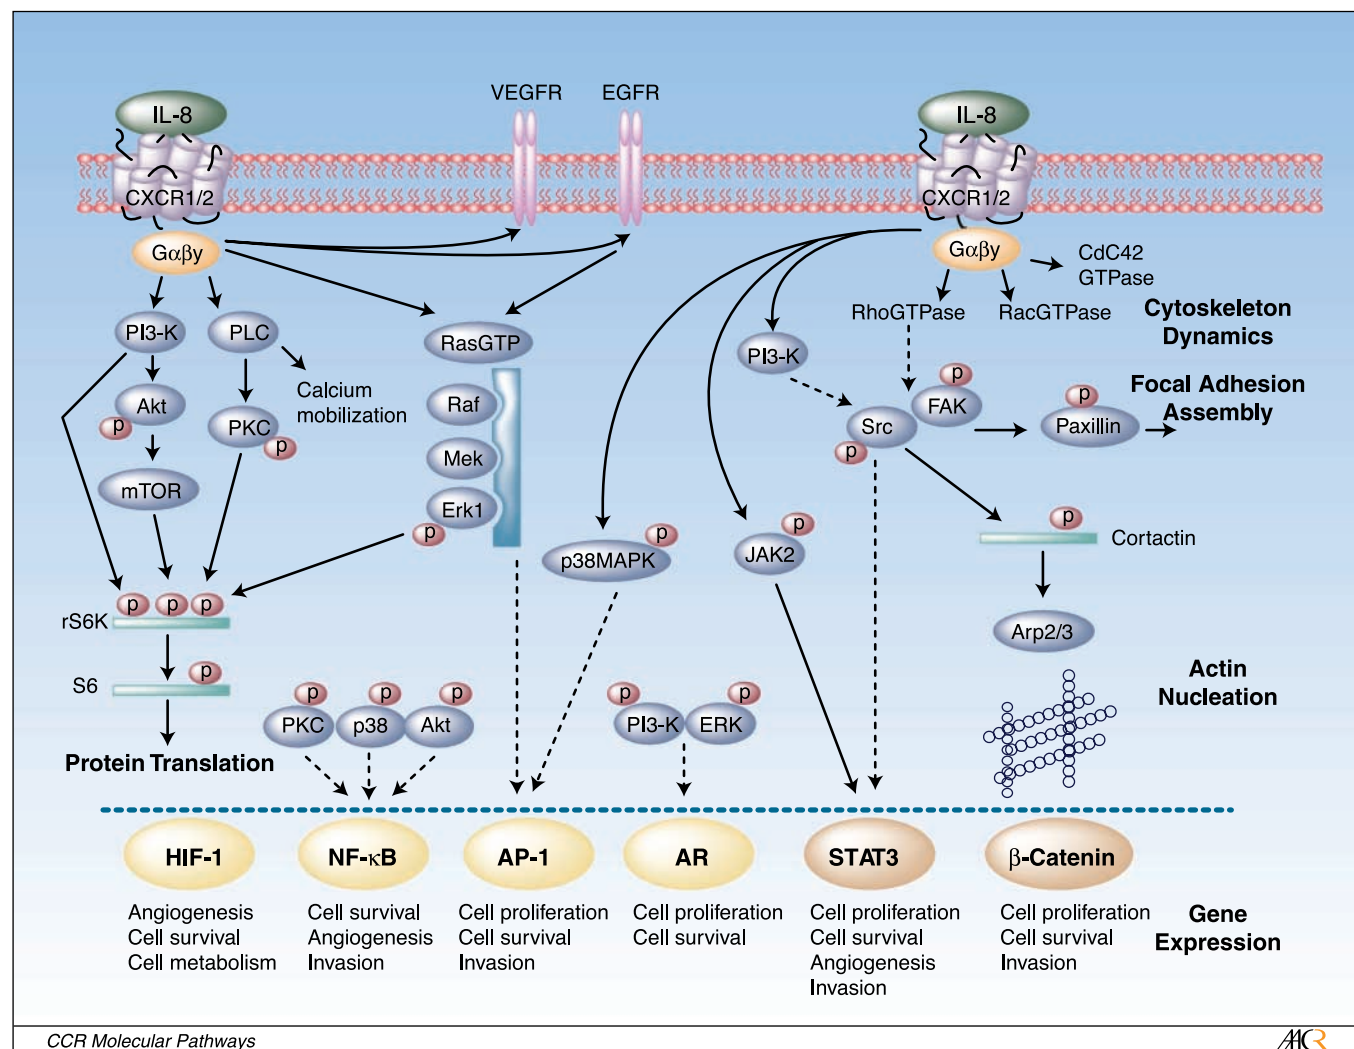 VEGFR
EGFR
IL-8
CXCR1/2
Gαβy
IL-8
CXCR1/2
Gαβy
CdC42
GTPase
RhoGTPase
RacGTPase
Cytoskeleton
Dynamics
PI3-K
PLC
RasGTP
PI3-K
Calcium
mobilization
Akt
p
PKC
p
Raf
Mek
Erk1
p
mTOR
Src
p
FAK
p
Paxillin
p
Focal Adhesion
Assembly
p38MAPK
p
JAK2
p
p
Cortactin
Arp2/3
rS6K
p
p
p
S6
p
Protein Translation
PKC
p
p38
p
Akt
p
PI3-K
p
ERK
p
Actin
Nucleation
HIF-1
NF-κB
AP-1
AR
STAT3
β-Catenin
Angiogenesis
Cell survival
Cell metabolism
Cell survival
Angiogenesis
Invasion
Cell proliferation
Cell survival
Invasion
Cell proliferation
Cell survival
Cell proliferation
Cell survival
Angiogenesis
Invasion
Cell proliferation
Cell survival
Invasion
Gene
Expression
CCR Molecular Pathways
AACR